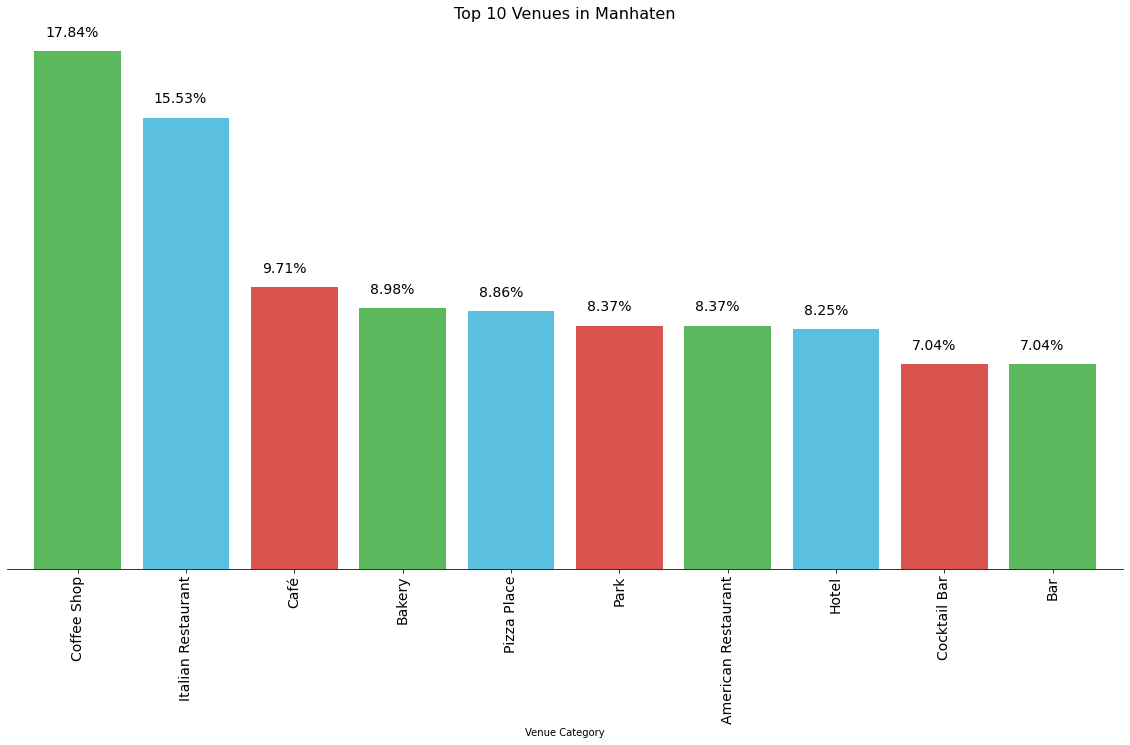 Top 10 Venues in Manhaten
17.84%
15.53%
9.71%
8.98%
8.86%
8.37%
8.37%
8.25%
7.04%
7.04%
Coffee Shop
Italian Restaurant
Café
Bakery
Pizza Place
Park
American Restaurant
Hotel
Cocktail Bar
Bar
Venue Category